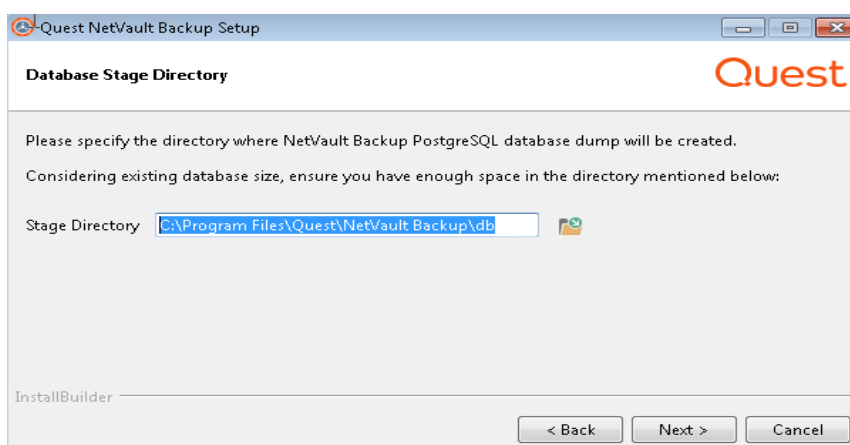 Quest NetVault Backup Setup
Database Stage Directory
Quest
Please specify the directory where NetVault Backup PostgreSQL database dump will be created.
Considering existing database size, ensure you have enough space in the directory mentioned below:
Stage Directory C:\Program Files\Quest\NetVault Backup\db
InstallBuilder
< Back Next > Cancel